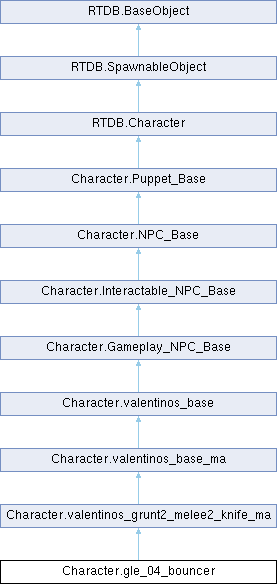 RTDB.BaseObject
RTDB.SpawnableObject
RTDB.Character
Character.Puppet_Base
Character.NPC_Base
Character.Interactable_NPC_Base
Character.Gameplay_NPC_Base
Character.valentinos_base
Character.valentinos_base_ma
Character.valentinos_grunt2_melee2_knife_ma
Character.gle_04_bouncer